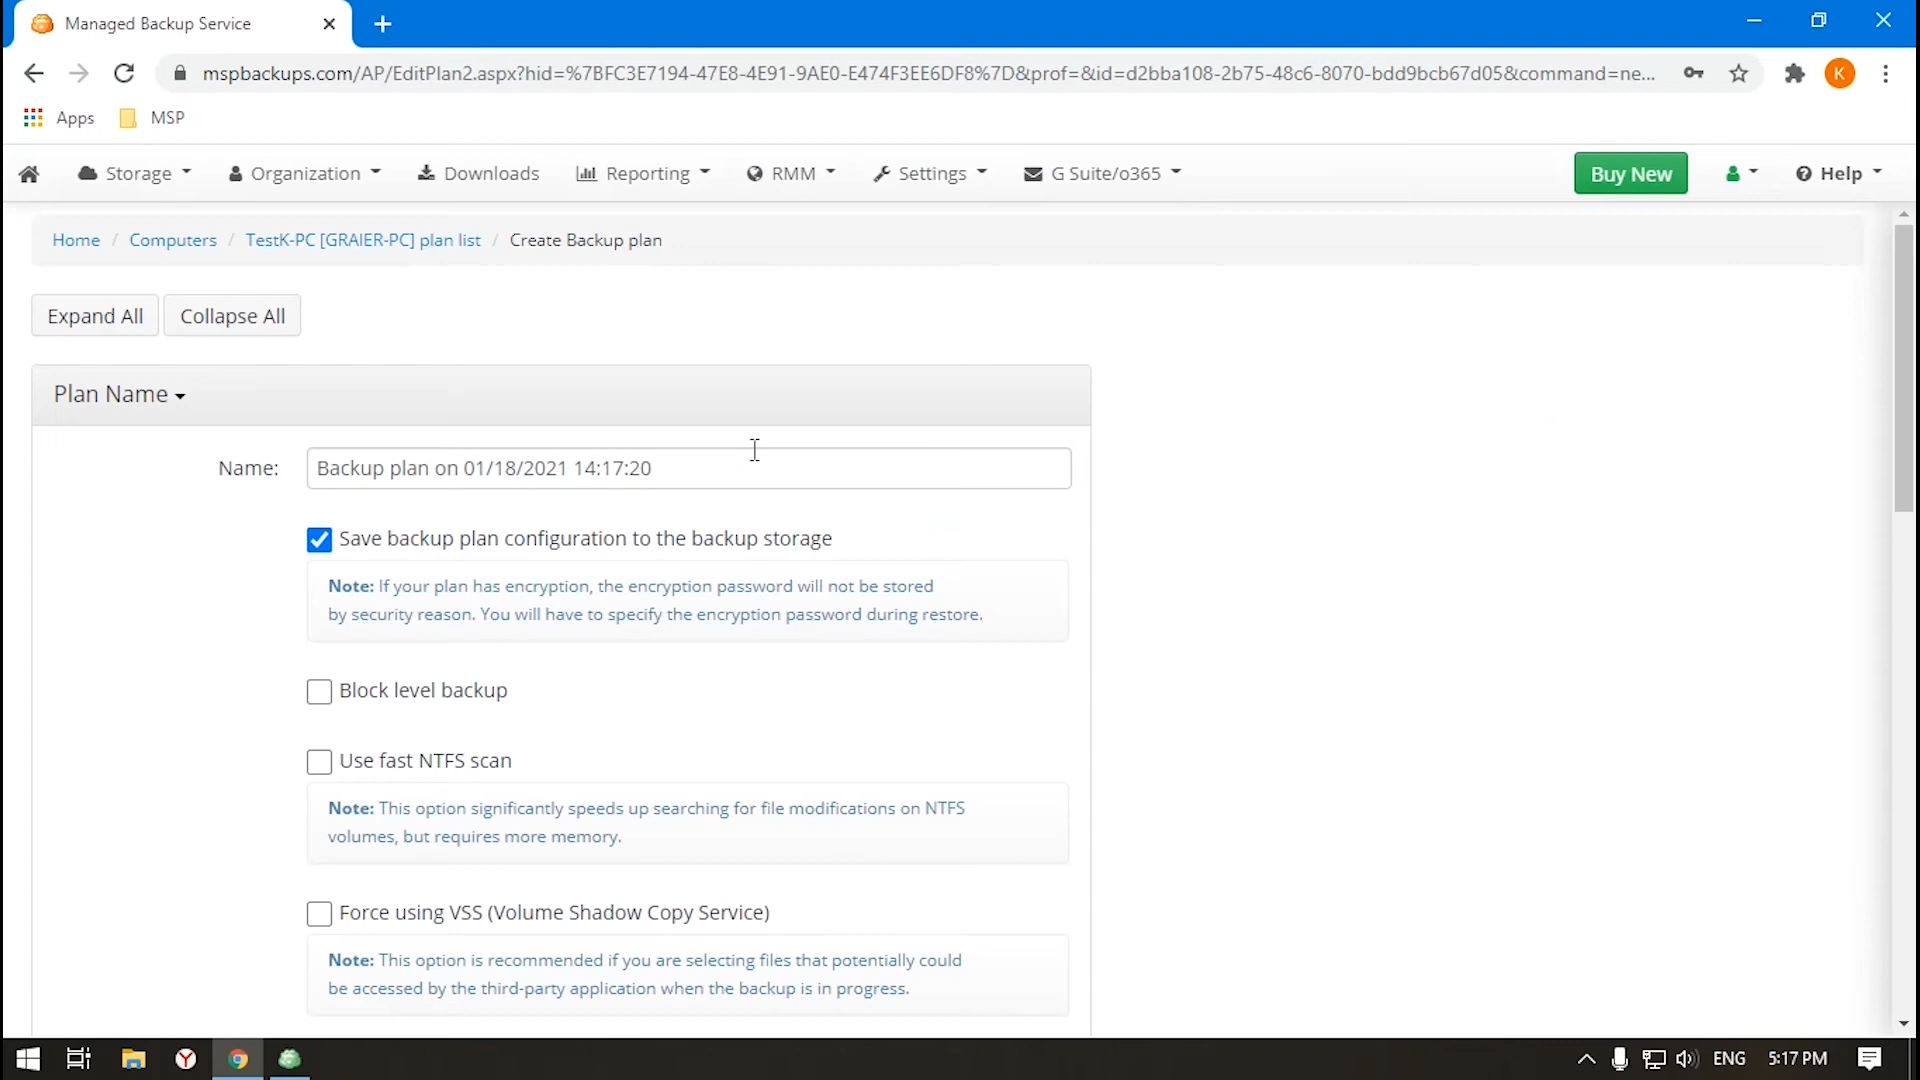 Managed Backup Service
mspbackups.com/AP/EditPlan2.aspx?hid=%7BFC3E7194-47E8-4E91-9AE0-E474F3EE6DF8%7D&prof=&id=d2bba108-2b75-48c6-8070-bdd9bcb67d05&command=ne...
K
Apps MSP
Storage Organization Downloads Reporting RMM Settings G Suite/o365 Buy New Help
Home / Computers / TestK-PC [GRAIER-PC] plan list / Create Backup plan
Expand All Collapse All
Plan Name
Name: Backup plan on 01/18/2021 14:17:20
Save backup plan configuration to the backup storage
Note: If your plan has encryption, the encryption password will not be stored
by security reason. You will have to specify the encryption password during restore.
Block level backup
Use fast NTFS scan
Note: This option significantly speeds up searching for file modifications on NTFS
volumes, but requires more memory.
Force using VSS (Volume Shadow Copy Service)
Note: This option is recommended if you are selecting files that potentially could
be accessed by the third-party application when the backup is in progress.
Y ENG 5:17 PM